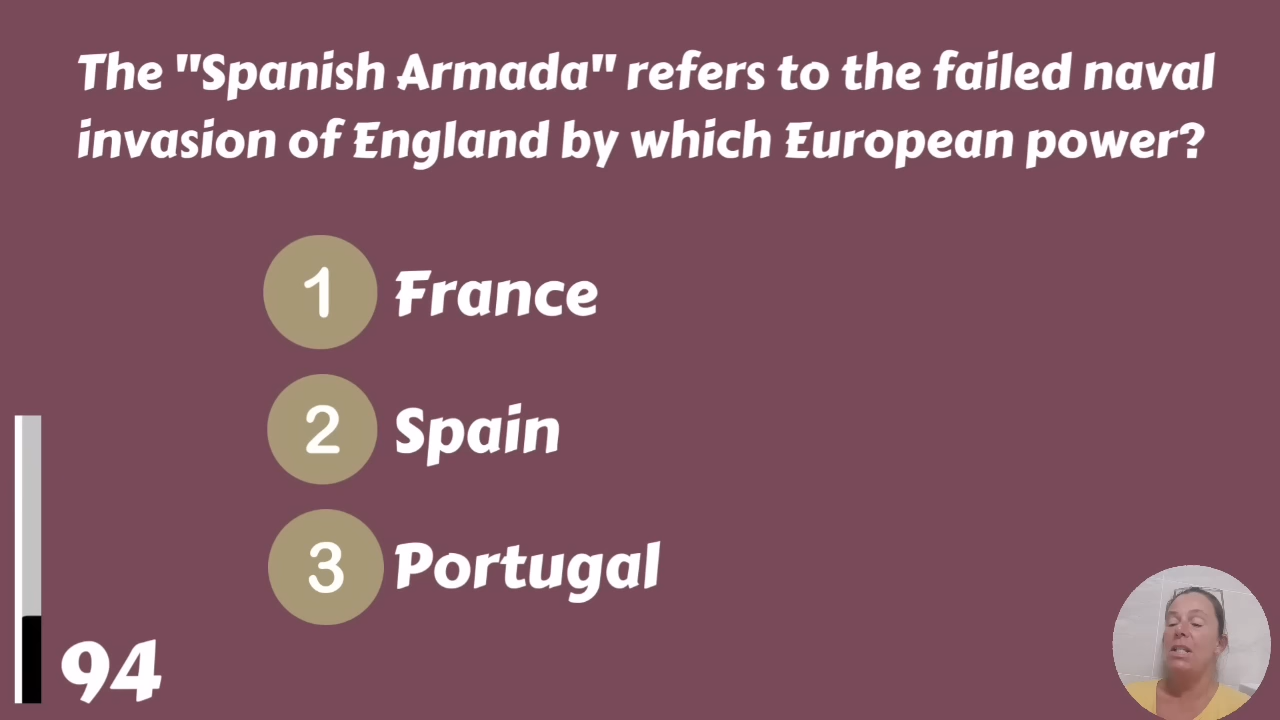 The "Spanish Armada" refers to the failed naval
invasion of England by which European power?
1 France
2 Spain
3 Portugal
94